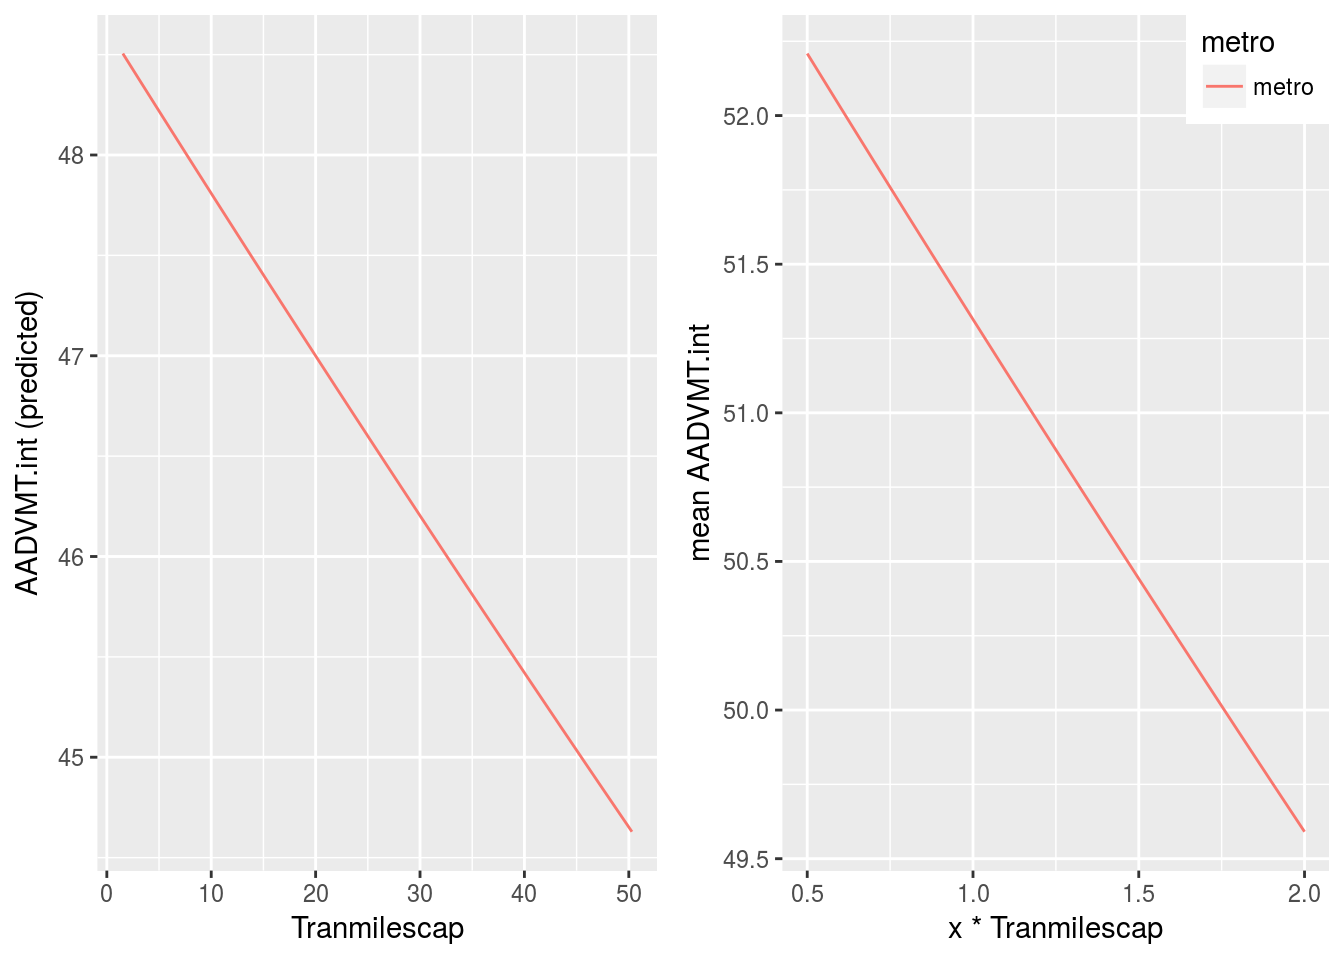 AADVMT.int (predicted)
48
47
46
45
0 10 20 30 40 50
Tranmilescap
mean AADVMT.int
52.0
51.5
51.0
50.5
50.0
49.5
0.5 1.0 1.5 2.0
x * Tranmilescap
metro
metro